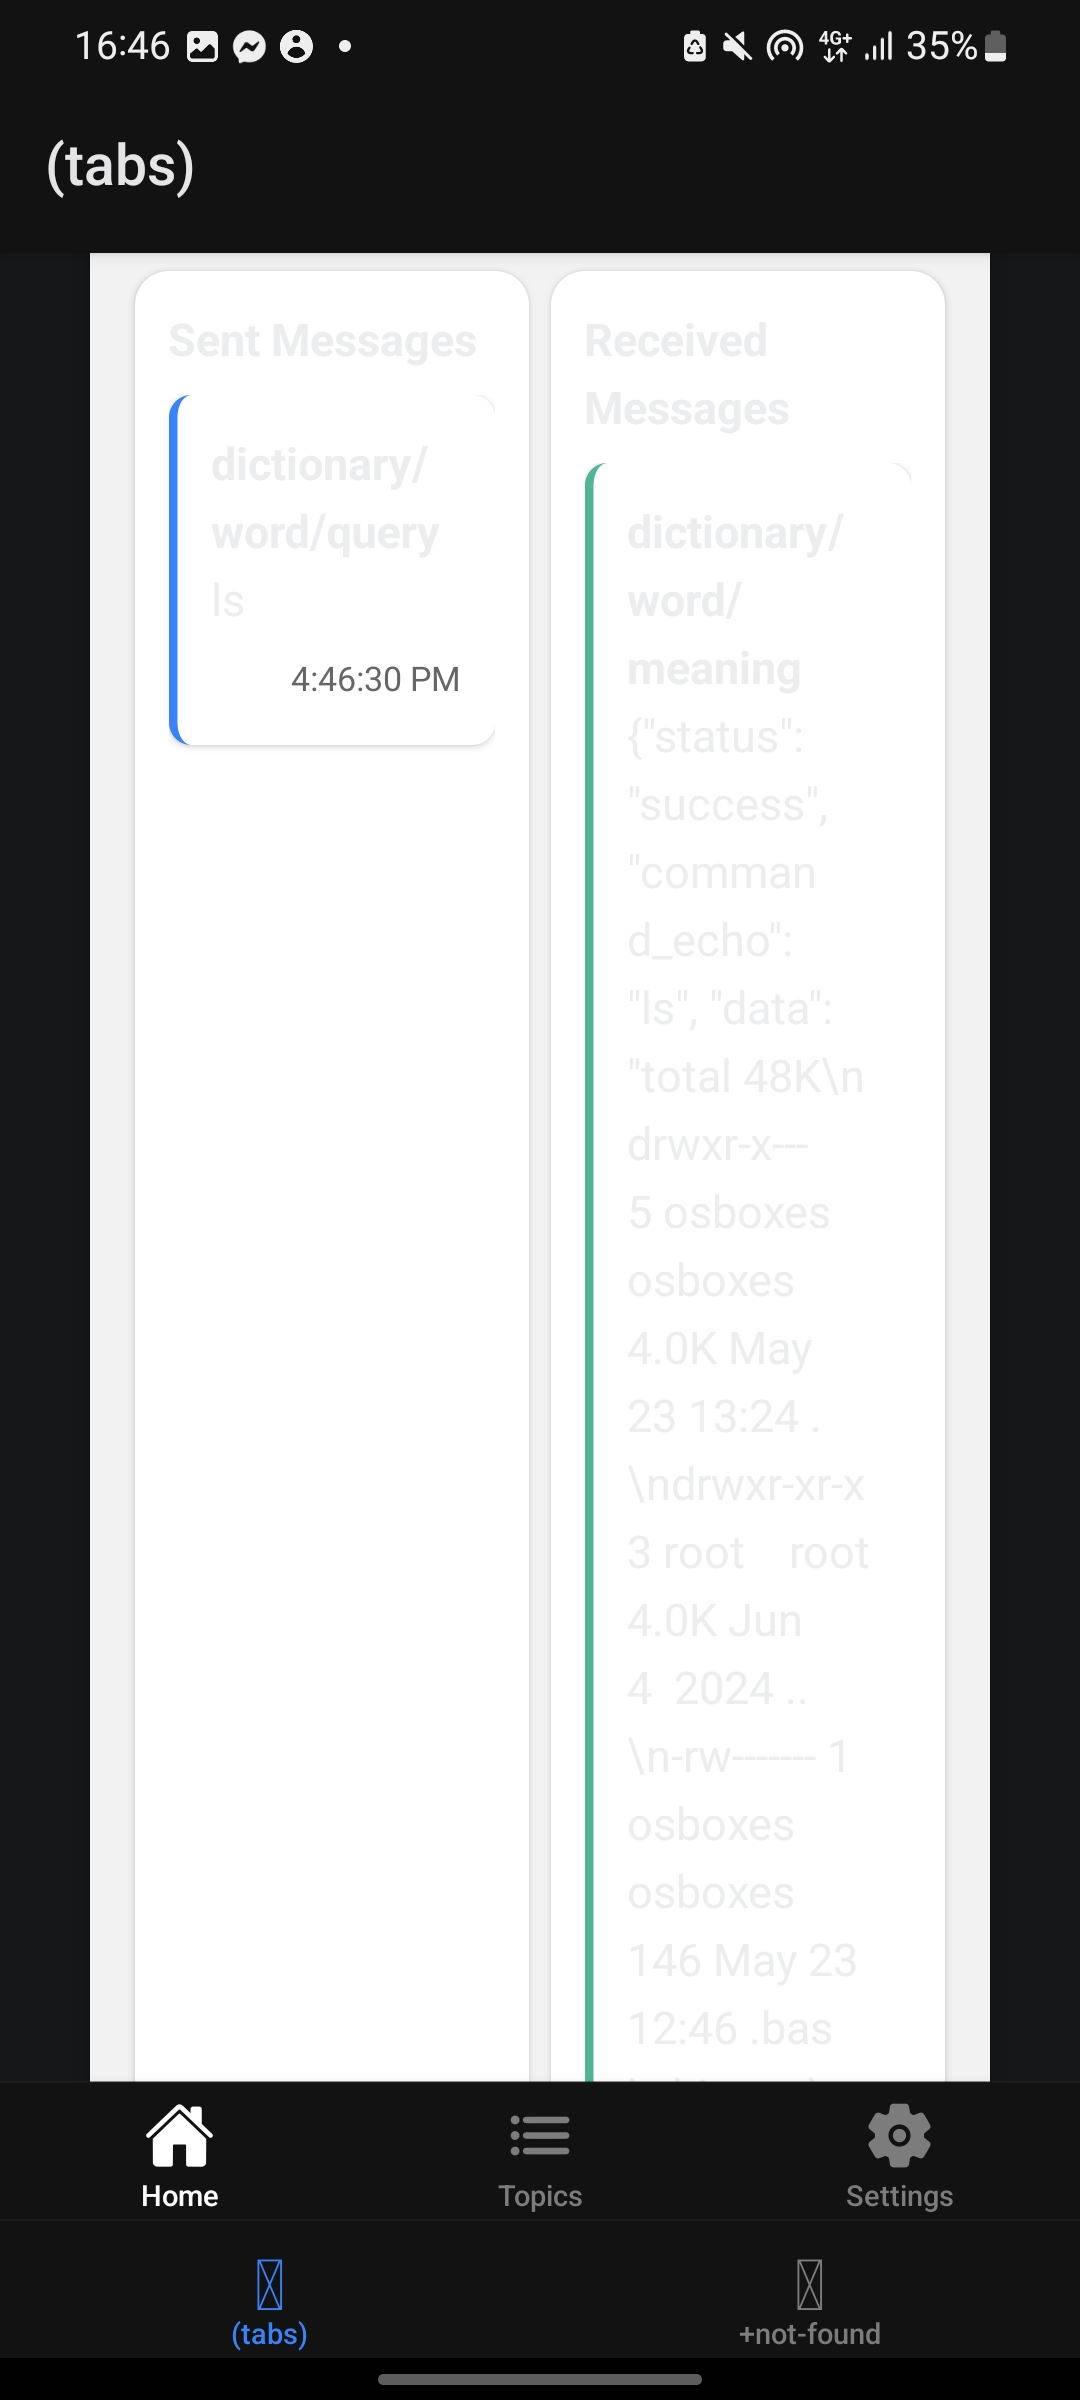 16:46
4G+
35%
(tabs)
Sent Messages
dictionary/
word/query
ls
4:46:30 PM
Received
Messages
dictionary/
word/
meaning
{"status":
"success",
"comman
d_echo":
"ls", "data":
"total 48K\n
drwxr-x---
5 osboxes
osboxes
4.0K May
23 13:24 .
\ndrwxr-xr-x
3 root    root
4.0K Jun
4  2024 ..
\n-rw------- 1
osboxes
osboxes
146 May 23
12:46 .bas
Home
Topics
Settings
(tabs)
+not-found